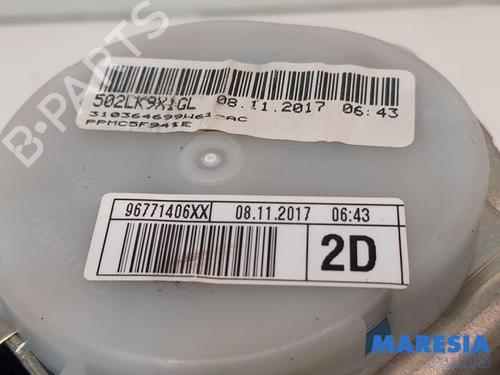 502LK9X1GL 08.11.2017 06:43
310364699W61-AC
PPMC5F941E
96771406XX 08.11.2017 06:43
2D
MARESIA
PARTS